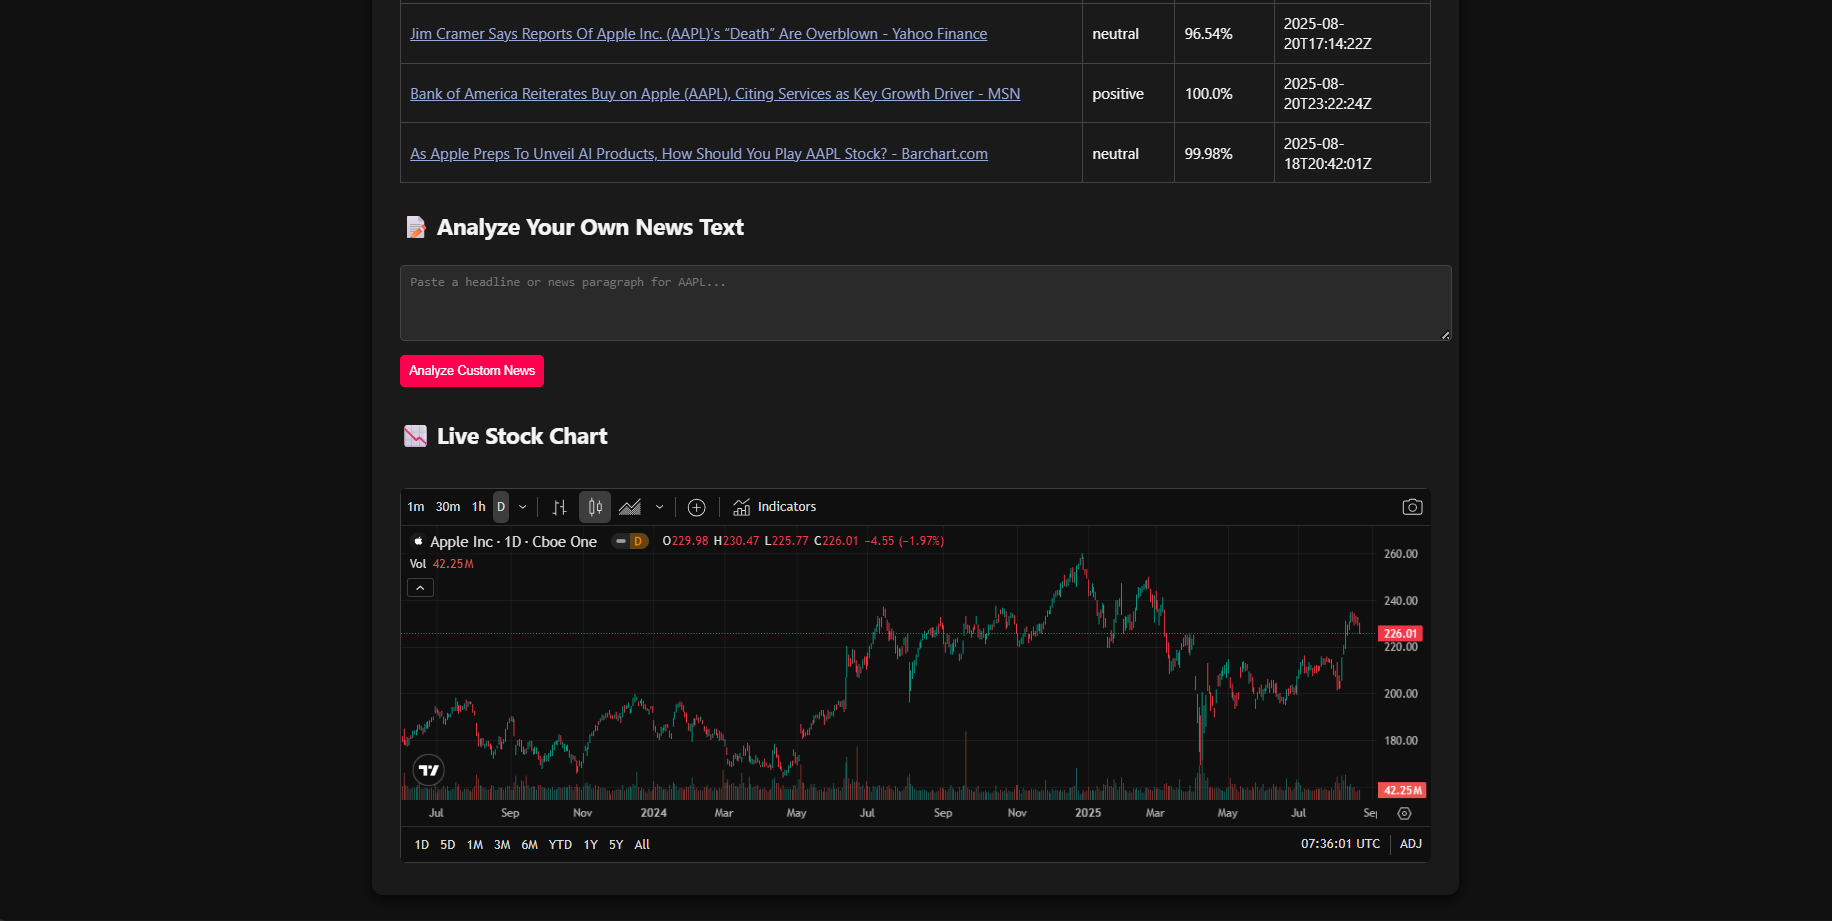 Jim Cramer Says Reports Of Apple Inc. (AAPL)’s “Death” Are Overblown - Yahoo Finance neutral 96.54% 2025-08-
20T17:14:22Z
Bank of America Reiterates Buy on Apple (AAPL), Citing Services as Key Growth Driver - MSN positive 100.0% 2025-08-
20T23:22:24Z
As Apple Preps To Unveil AI Products, How Should You Play AAPL Stock? - Barchart.com neutral 99.98% 2025-08-
18T20:42:01Z
Analyze Your Own News Text
Paste a headline or news paragraph for AAPL...
Analyze Custom News
Live Stock Chart
1m 30m 1h D Indicators
Apple Inc · 1D · Cboe One D O229.98 H230.47 L225.77 C226.01 −4.55 (−1.97%)
Vol 42.25M
260.00
240.00
226.01
220.00
200.00
180.00
42.25M
Jul Sep Nov 2024 Mar May Jul Sep Nov 2025 Mar May Jul Sep
1D 5D 1M 3M 6M YTD 1Y 5Y All 07:36:01 UTC ADJ